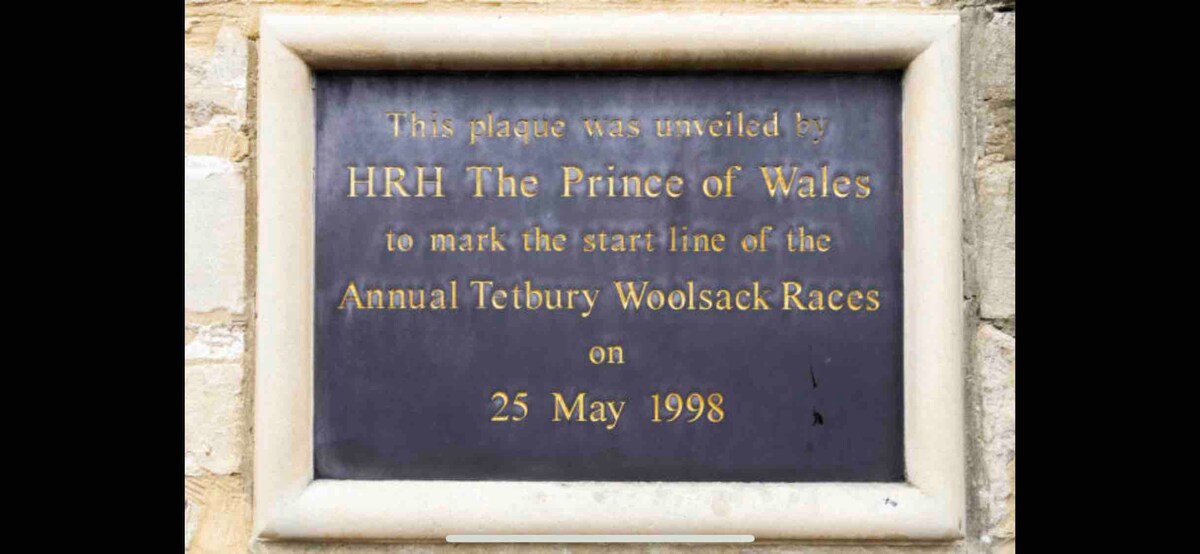 This plaque was unveiled by
HRH The Prince of Wales
to mark the start line of the
Annual Tetbury Woolsack Races
on
25 May 1998